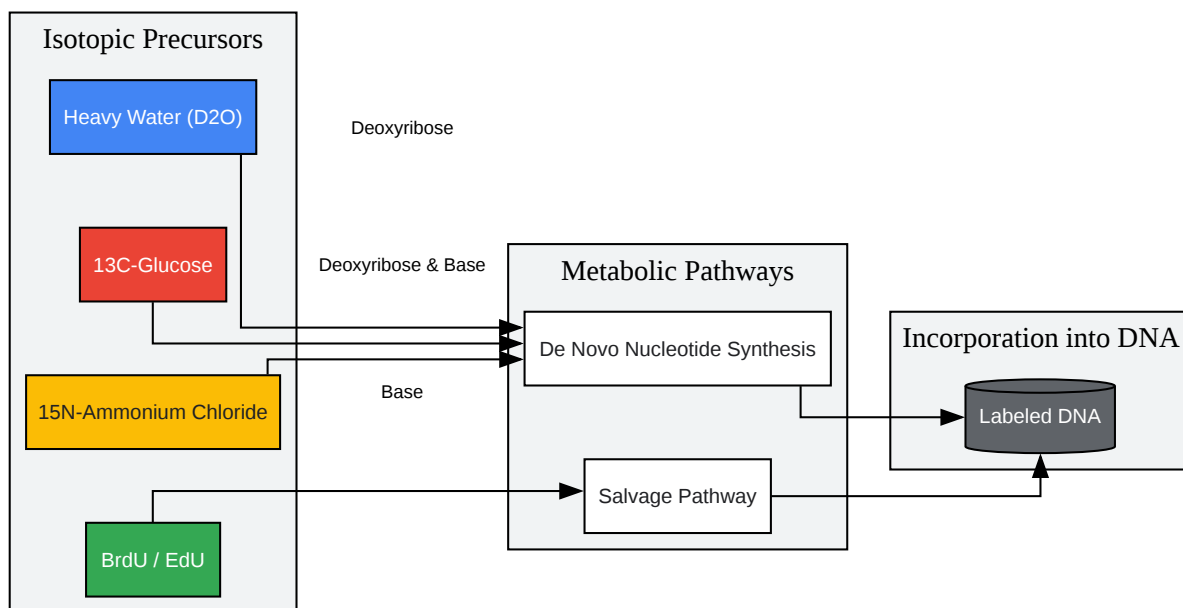 Isotopic Precursors
Heavy Water (D2O)
13C-Glucose
15N-Ammonium Chloride
BrdU / EdU
Deoxyribose
Deoxyribose & Base
Base
Metabolic Pathways
De Novo Nucleotide Synthesis
Salvage Pathway
Incorporation into DNA
Labeled DNA